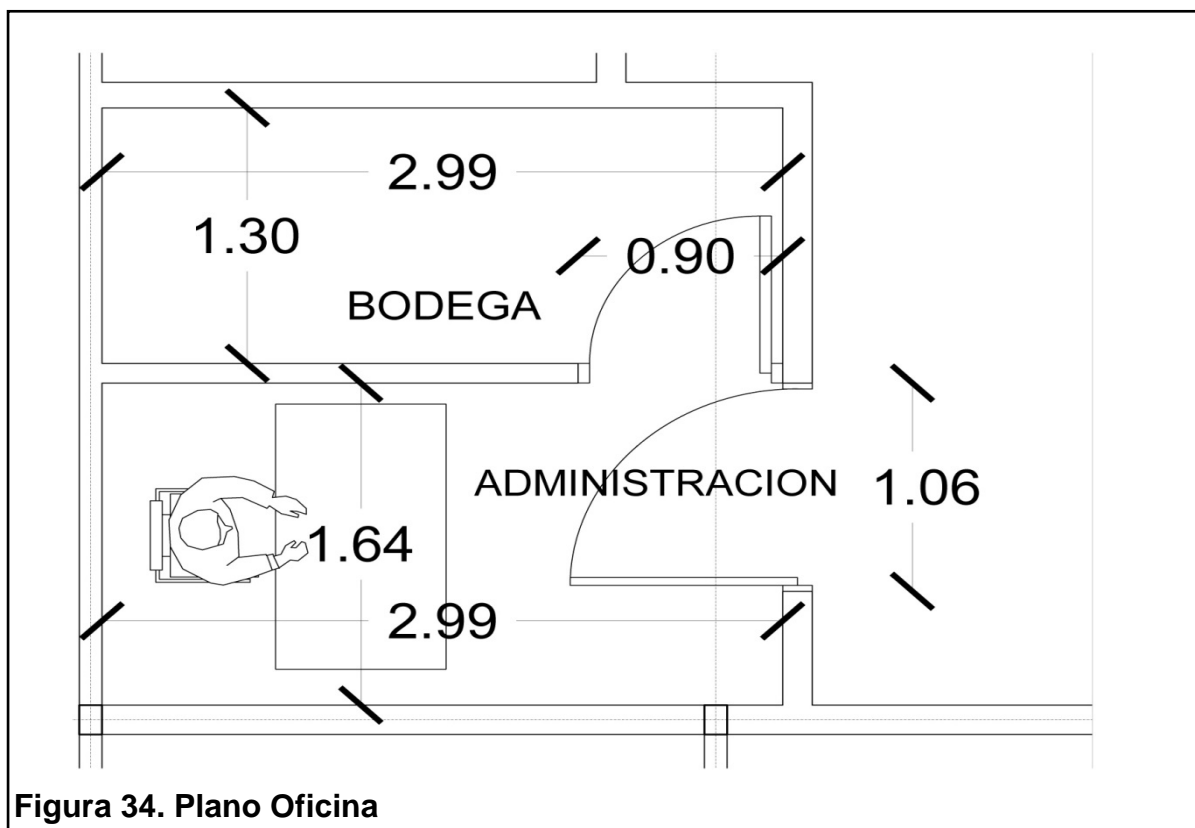 2.99
1.30
0.90
BODEGA
ADMINISTRACION
1.06
1.64
2.99
Figura 34. Plano Oficina